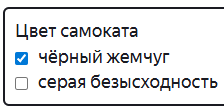 Цвет самоката
чёрный жемчуг
серая безысходность